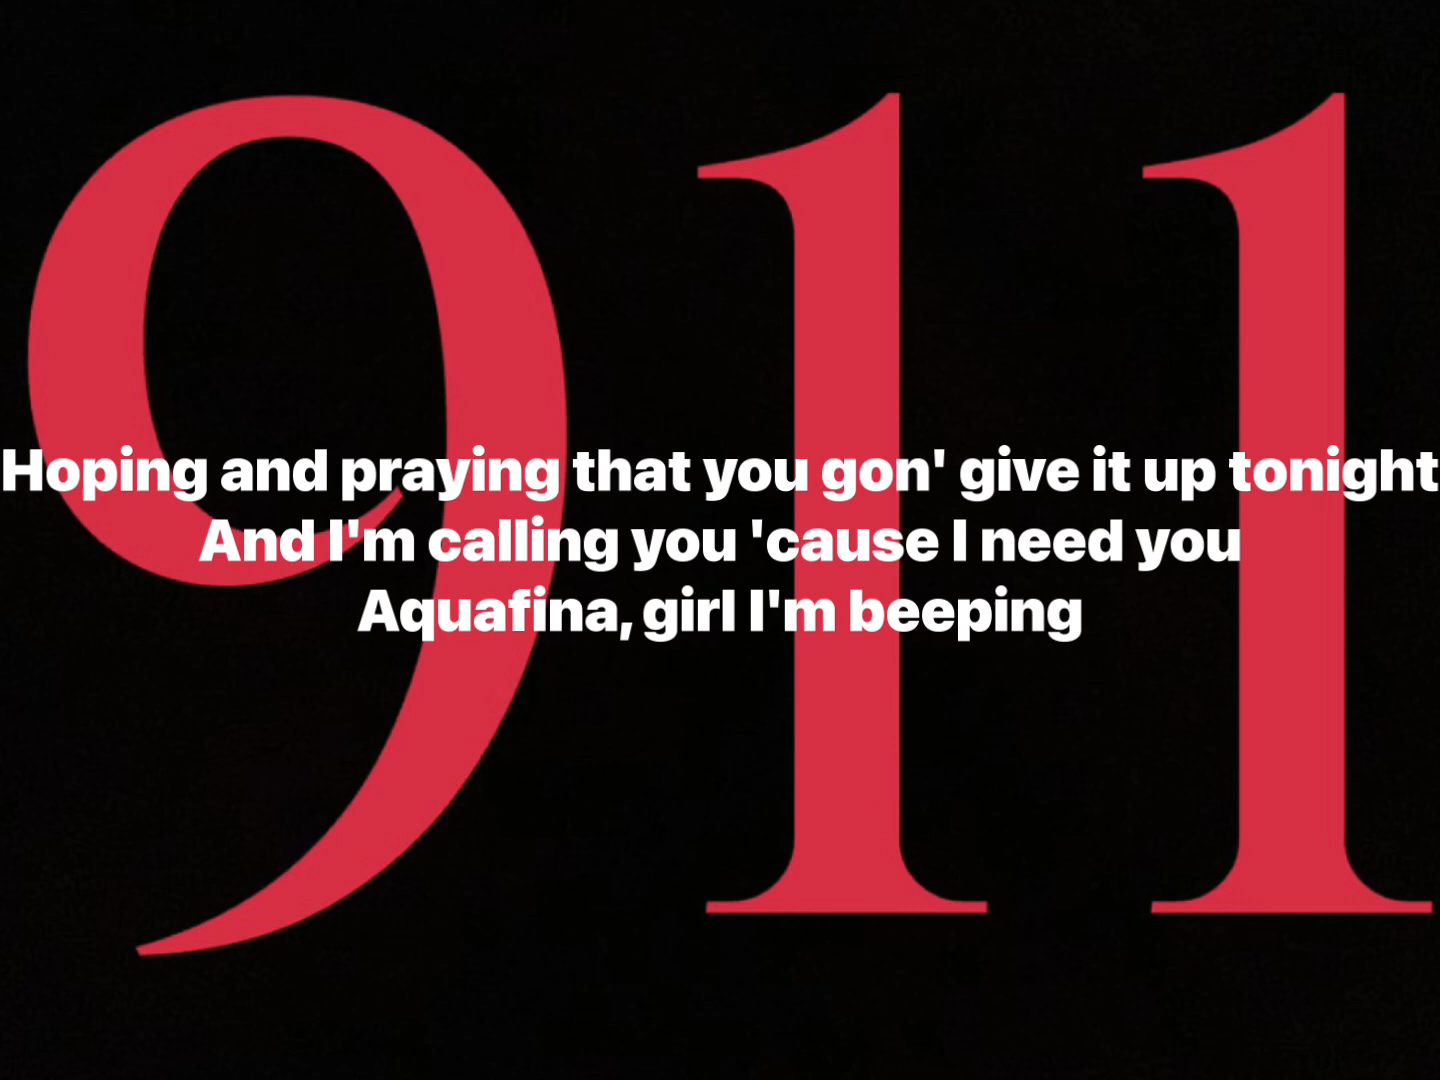 911
Hoping and praying that you gon' give it up tonight
And I'm calling you 'cause I need you
Aquafina, girl I'm beeping